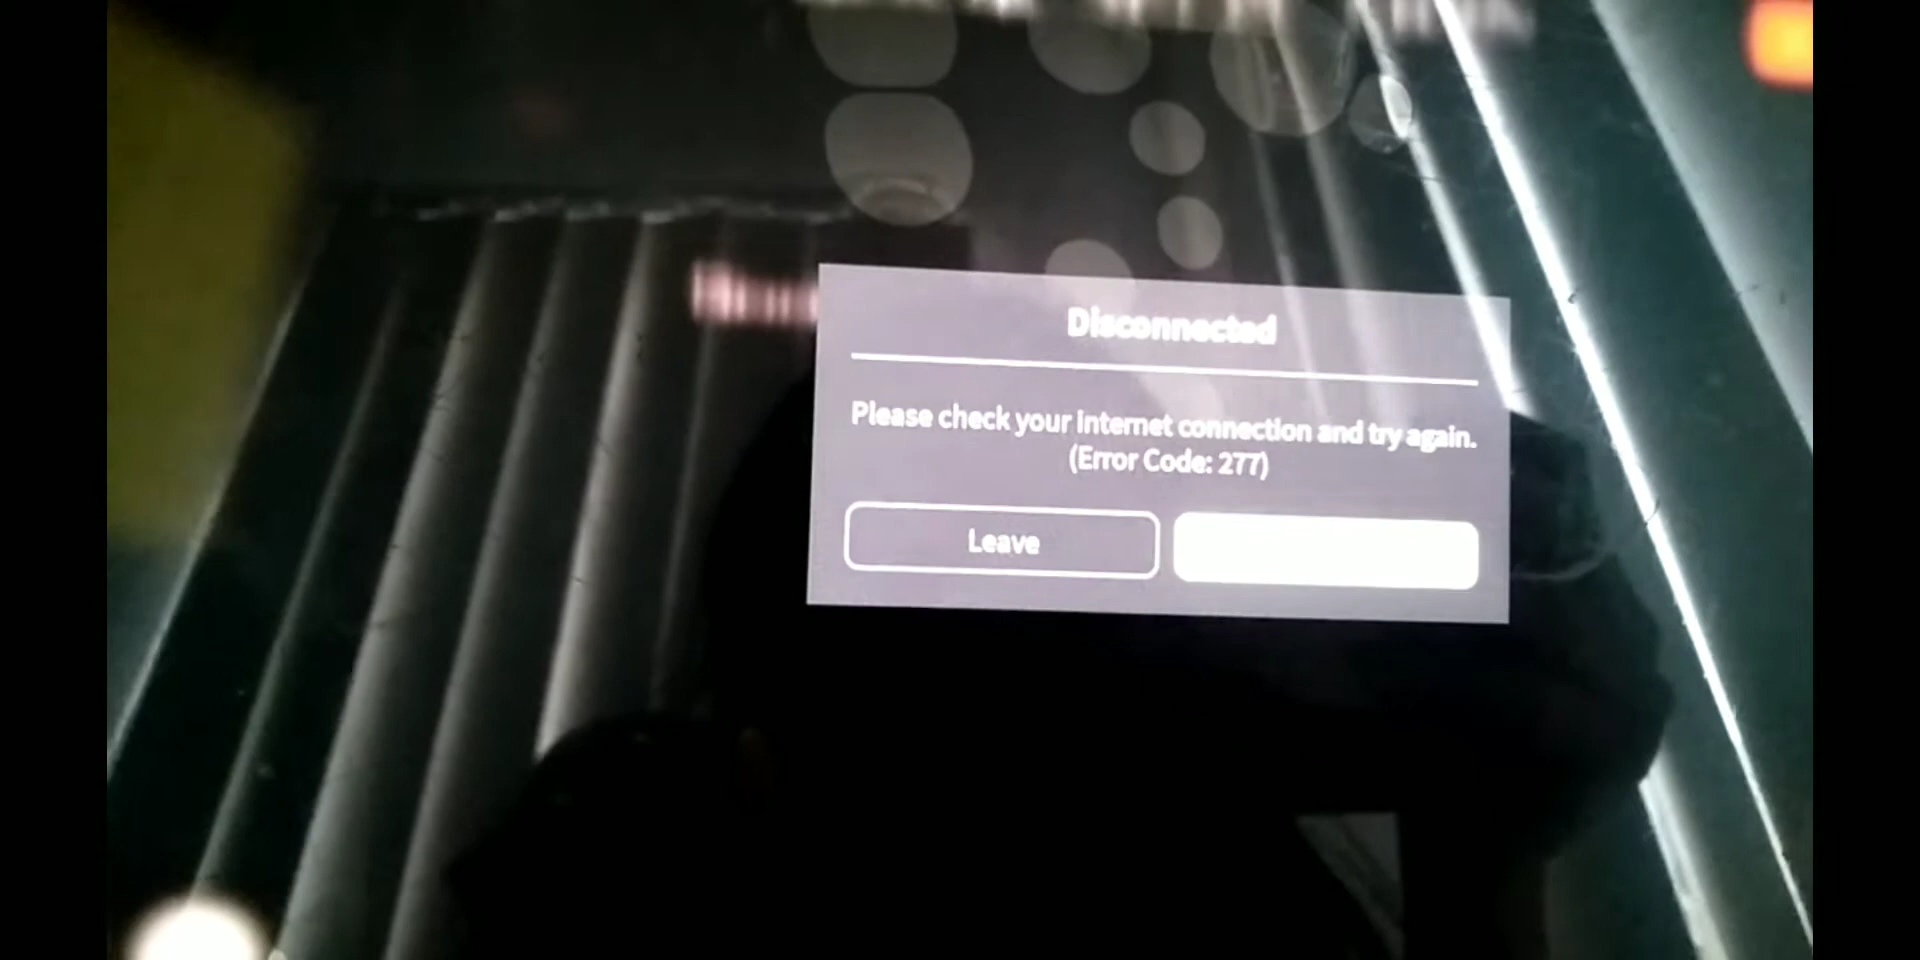 Disconnected
Please check your internet connection and try again.
(Error Code: 277)
Leave